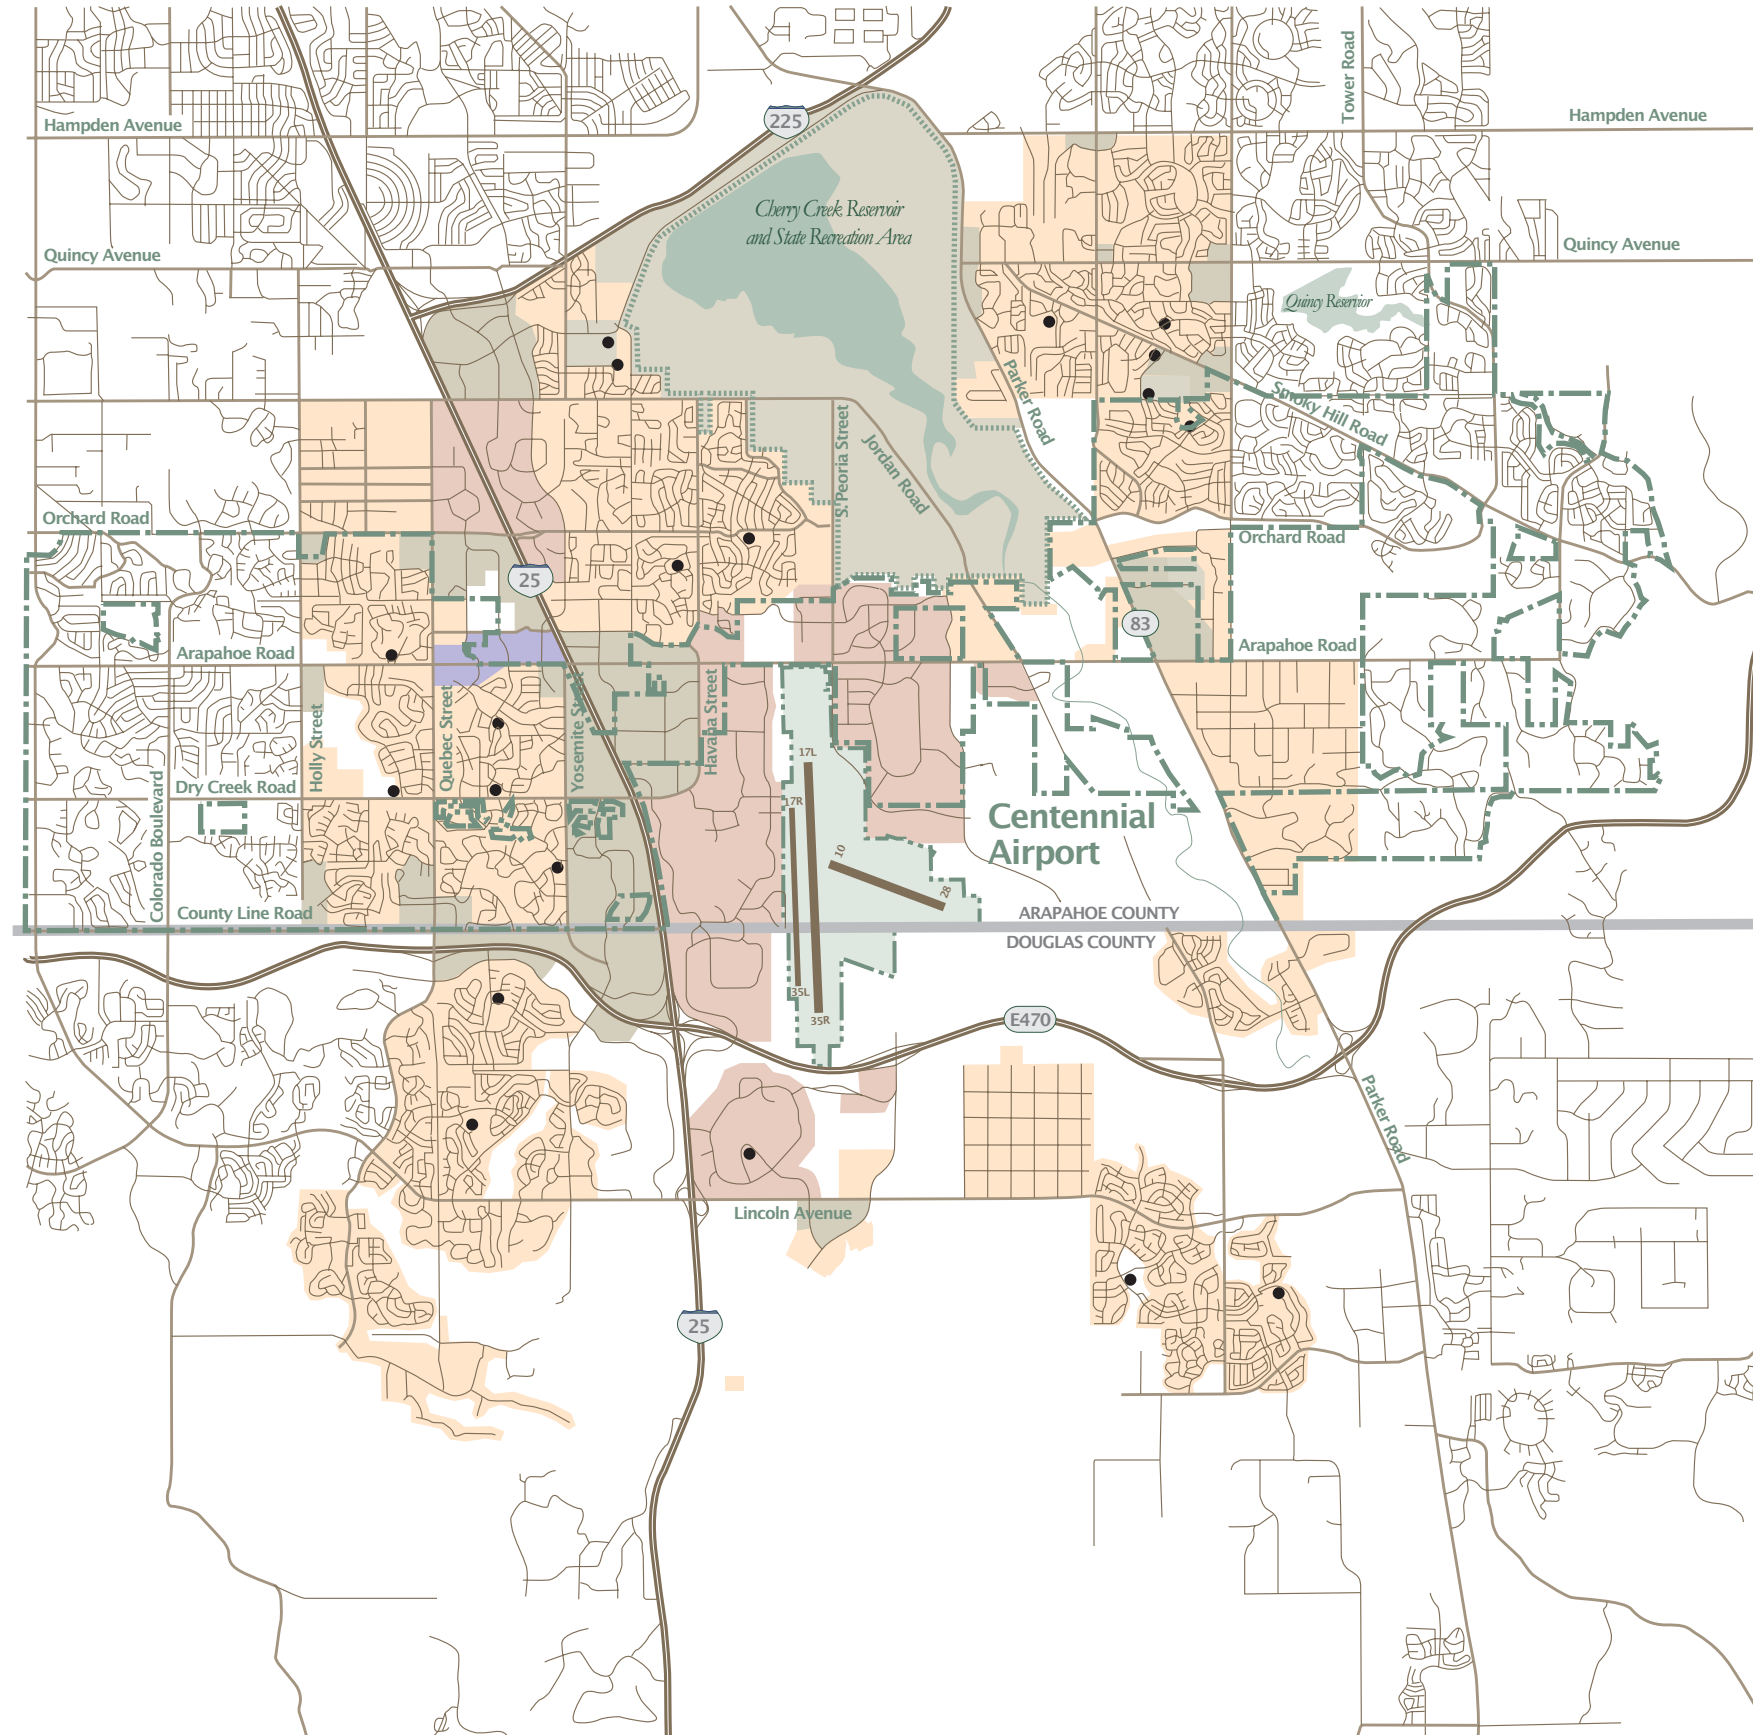 Tower Road
Hampden Avenue
225
Hampden Avenue
Cherry Creek Reservoir
and State Recreation Area
Quincy Avenue
Quincy Avenue
Quincy Reservior
Parker Road
Smoky Hill Road
S. Peoria Street
Jordan Road
Orchard Road
Orchard Road
25
83
Arapahoe Road
Arapahoe Road
Holly Street
Quebec Street
Yosemite Street
Havana Street
17L
Dry Creek Road
Colorado Boulevard
17R
Centennial
Airport
10
28
County Line Road
ARAPAHOE COUNTY
DOUGLAS COUNTY
35L
35R
E470
Parker Road
Lincoln Avenue
25